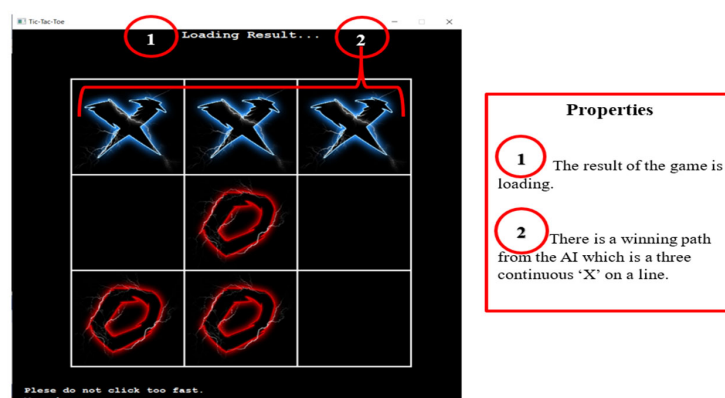 Tic-Tac-Toe
1 Loading Result... 2
Plese do not click too fast.
Properties
1 The result of the game is
loading.
2 There is a winning path
from the AI which is a three
continuous ‘X’ on a line.